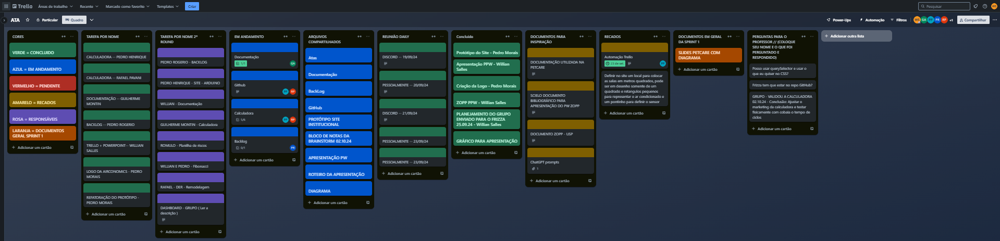 Trello
Áreas de trabalho
Recente
Marcado como favorito
Templates
Criar
Pesquisar
WS
ATA
Particular
Quadro
Power-Ups
Automação
Filtros
WS
GA
PP
PR
RP
+1
Compartilhar
CORES
VERDE = CONCLUIDO
AZUL = EM ANDAMENTO
VERMELHO = PENDENTE
AMARELO = RECADOS
ROSA = RESPONSÁVEIS
LARANJA = DOCUMENTOS
GERAL SPRINT 1
Adicionar um cartão
TAREFA POR NOME
CALCULADORA -- PEDRO HENRIQUE
CALCULADORA -- RAFAEL PAVANI
DOCUMENTAÇÃO -- GUILHERME
MONTIN
BACKLOG -- PEDRO ROGERIO
TRELLO + POWERPOINT-- WILLIAN
SALLES
LOGO DA AIRCONOMICS - PEDRO
MORAIS
REFATORAÇÃO DO PROTÓTIPO -
PEDRO MORAIS
Adicionar um cartão
TAREFA POR NOME 2º
ROUND
PEDRO ROGERIO - BACKLOG
PEDRO HENRIQUE - SITE - ARDUINO
WILLIAN - Documentação
GUILHERME MONTIN - Calculadora
ROMULO - Planilha de riscos
WILLIAN E PEDRO - Fibonacci
RAFAEL - DER - Remodelagem
DASHBOARD - GRUPO ( Ler a
descrição )
Adicionar um cartão
EM ANDAMENTO
Documentação
1/1
GA
Github
PP
RP
Calculadora
5/6
PP
RP
Backlog
0/1
PR
Adicionar um cartão
ARQUIVOS
COMPARTILHADOS
Atas
Documentação
BackLog
GitHub
PROTÓTIPO SITE
INSTITUCIONAL
BLOCO DE NOTAS DA
BRAINSTORM 02.10.24
APRESENTAÇÃO PW
ROTEIRO DA APRESENTAÇÃO
DIAGRAMA
Adicionar um cartão
REUNIÃO DAILY
DISCORD -- 19/09/24
PESSOALMENTE -- 20/09/24
DISCORD -- 21/09/24
PESSOALMENTE -- 23/09/24
PESSOALMENTE -- 23/09/24
Adicionar um cartão
Concluído
Protótipo do Site - Pedro Morais
Apresentação PPW - Willian
Salles
Criação da Logo - Pedro Morais
ZOPP PPW - Willian Salles
PLANEJAMENTO DO GRUPO
ENVIADO PARA O FRIZZA
25.09.24 - Willian Salles
GRÁFICO PARA APRESENTAÇÃO
Adicionar um cartão
DOCUMENTOS PARA
INSPIRAÇÃO
DOCUMENTAÇÃO UTILIZADA NA
PETCARE
SCIELO DOCUMENTO
BIBLIOGRÁFICO PARA
APRESENTAÇÃO DO PW ZOPP
DOCUMENTO ZOPP - USP
ChatGPT prompts
1
Adicionar um cartão
RECADOS
Automação Trello
23 de set.
PP
Definir no site um local para colocar
as salas em metros quadrados, pode
ser em desenho somente de um
quadrado e retangulos pequenos
para representar o ar condicionado e
um pontinho para definir o sensor
Adicionar um cartão
DOCUMENTOS EM GERAL
DA SPRINT 1
SLIDES PETCARE COM
DIAGRAMA
Adicionar um cartão
PERGUNTAS PARA O
PROFESSOR // (COLOQUE
SEU NOME E O QUE FOI
PERGUNTADO E
RESPONDIDO)
Posso usar querySelector e usar o
que eu quiser no CSS?
Frizza tem que estar no repo GitHub?
GRUPO - VALIDOU A CALCULADORA
02.10.24 - Conclusão: Ajustar o
marketing da calculadora e testar
fisicamente com cobaia o tempo de
ciclos
Adicionar um cartão
Adicionar outra lista